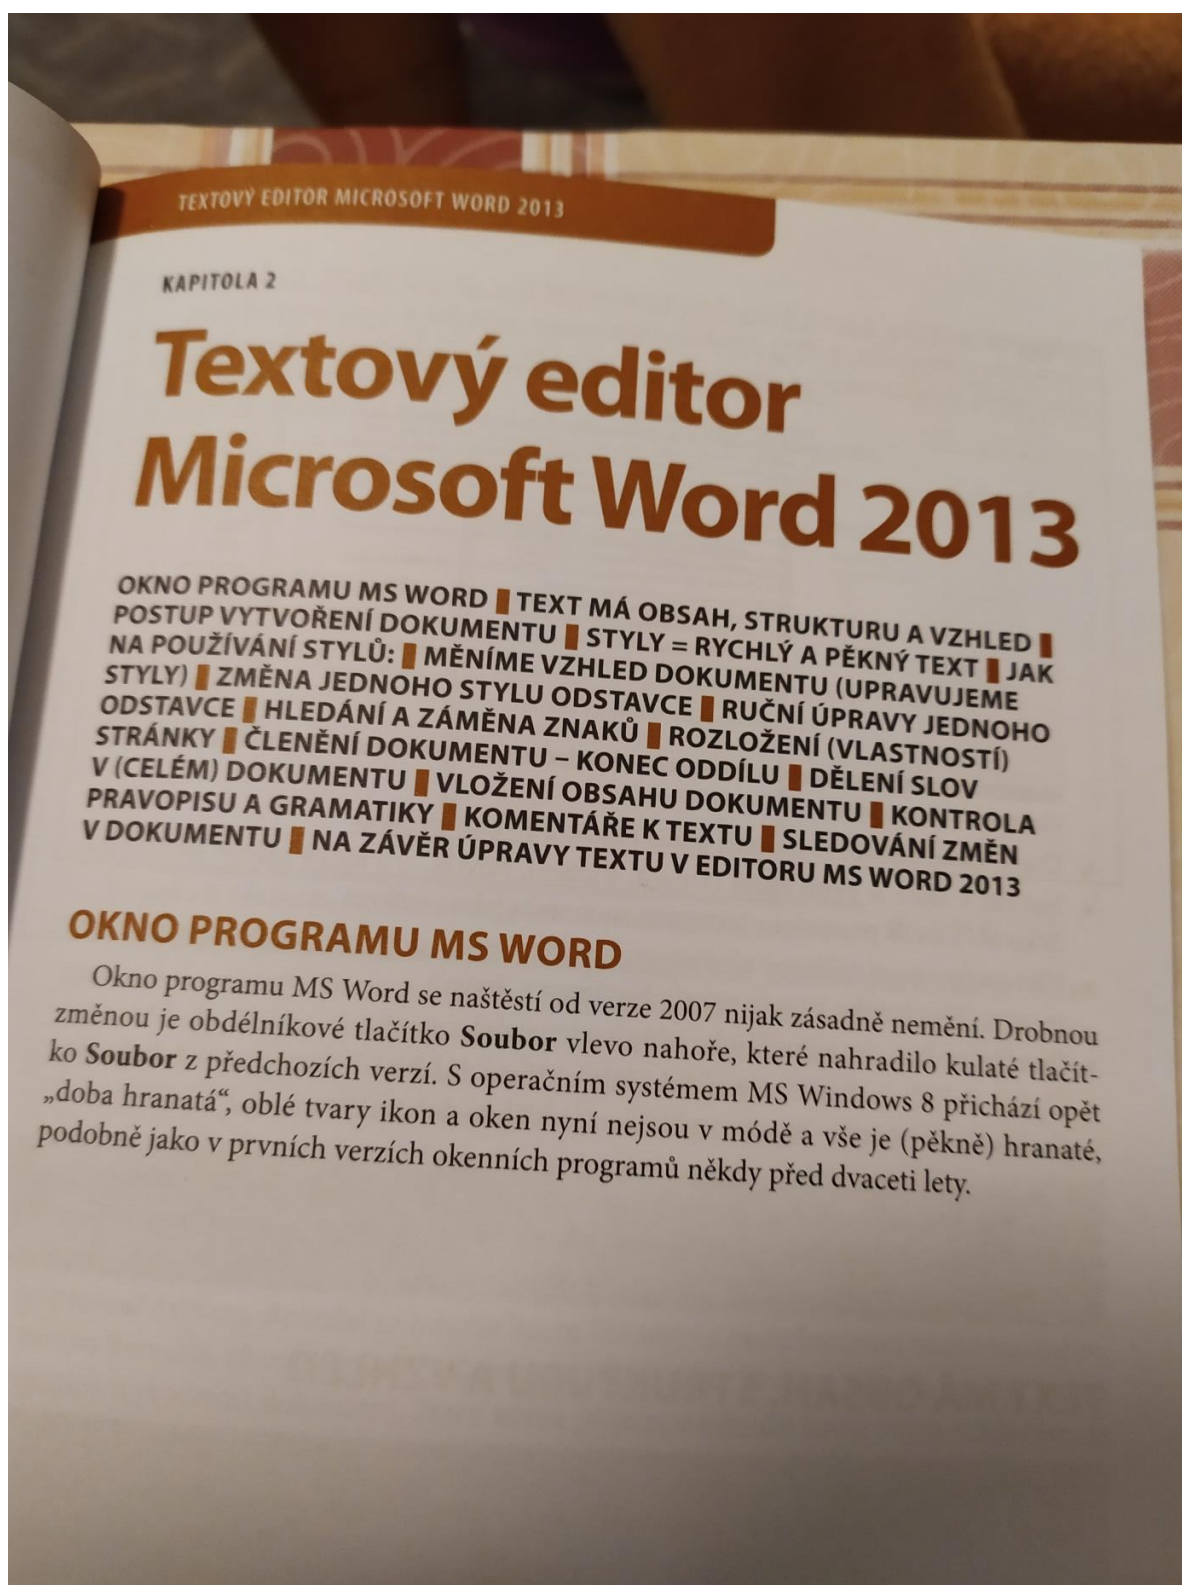 TEXTOVÝ EDITOR MICROSOFT WORD 2013
KAPITOLA 2
Textový editor
Microsoft Word 2013
OKNO PROGRAMU MS WORD ▮ TEXT MÁ OBSAH, STRUKTURU A VZHLED ▮
POSTUP VYTVOŘENÍ DOKUMENTU ▮ STYLY = RYCHLÝ A PĚKNÝ TEXT ▮ JAK
NA POUŽÍVÁNÍ STYLŮ: ▮ MĚNÍME VZHLED DOKUMENTU (UPRAVUJEME
STYLY) ▮ ZMĚNA JEDNOHO STYLU ODSTAVCE ▮ RUČNÍ ÚPRAVY JEDNOHO
ODSTAVCE ▮ HLEDÁNÍ A ZÁMĚNA ZNAKŮ ▮ ROZLOŽENÍ (VLASTNOSTÍ)
STRÁNKY ▮ ČLENĚNÍ DOKUMENTU – KONEC ODDÍLU ▮ DĚLENÍ SLOV
V (CELÉM) DOKUMENTU ▮ VLOŽENÍ OBSAHU DOKUMENTU ▮ KONTROLA
PRAVOPISU A GRAMATIKY ▮ KOMENTÁŘE K TEXTU ▮ SLEDOVÁNÍ ZMĚN
V DOKUMENTU ▮ NA ZÁVĚR ÚPRAVY TEXTU V EDITORU MS WORD 2013
OKNO PROGRAMU MS WORD
Okno programu MS Word se naštěstí od verze 2007 nijak zásadně nemění. Drobnou
změnou je obdélníkové tlačítko Soubor vlevo nahoře, které nahradilo kulaté tlačít-
ko Soubor z předchozích verzí. S operačním systémem MS Windows 8 přichází opět
„doba hranatá“, oblé tvary ikon a oken nyní nejsou v módě a vše je (pěkně) hranaté,
podobně jako v prvních verzích okenních programů někdy před dvaceti lety.